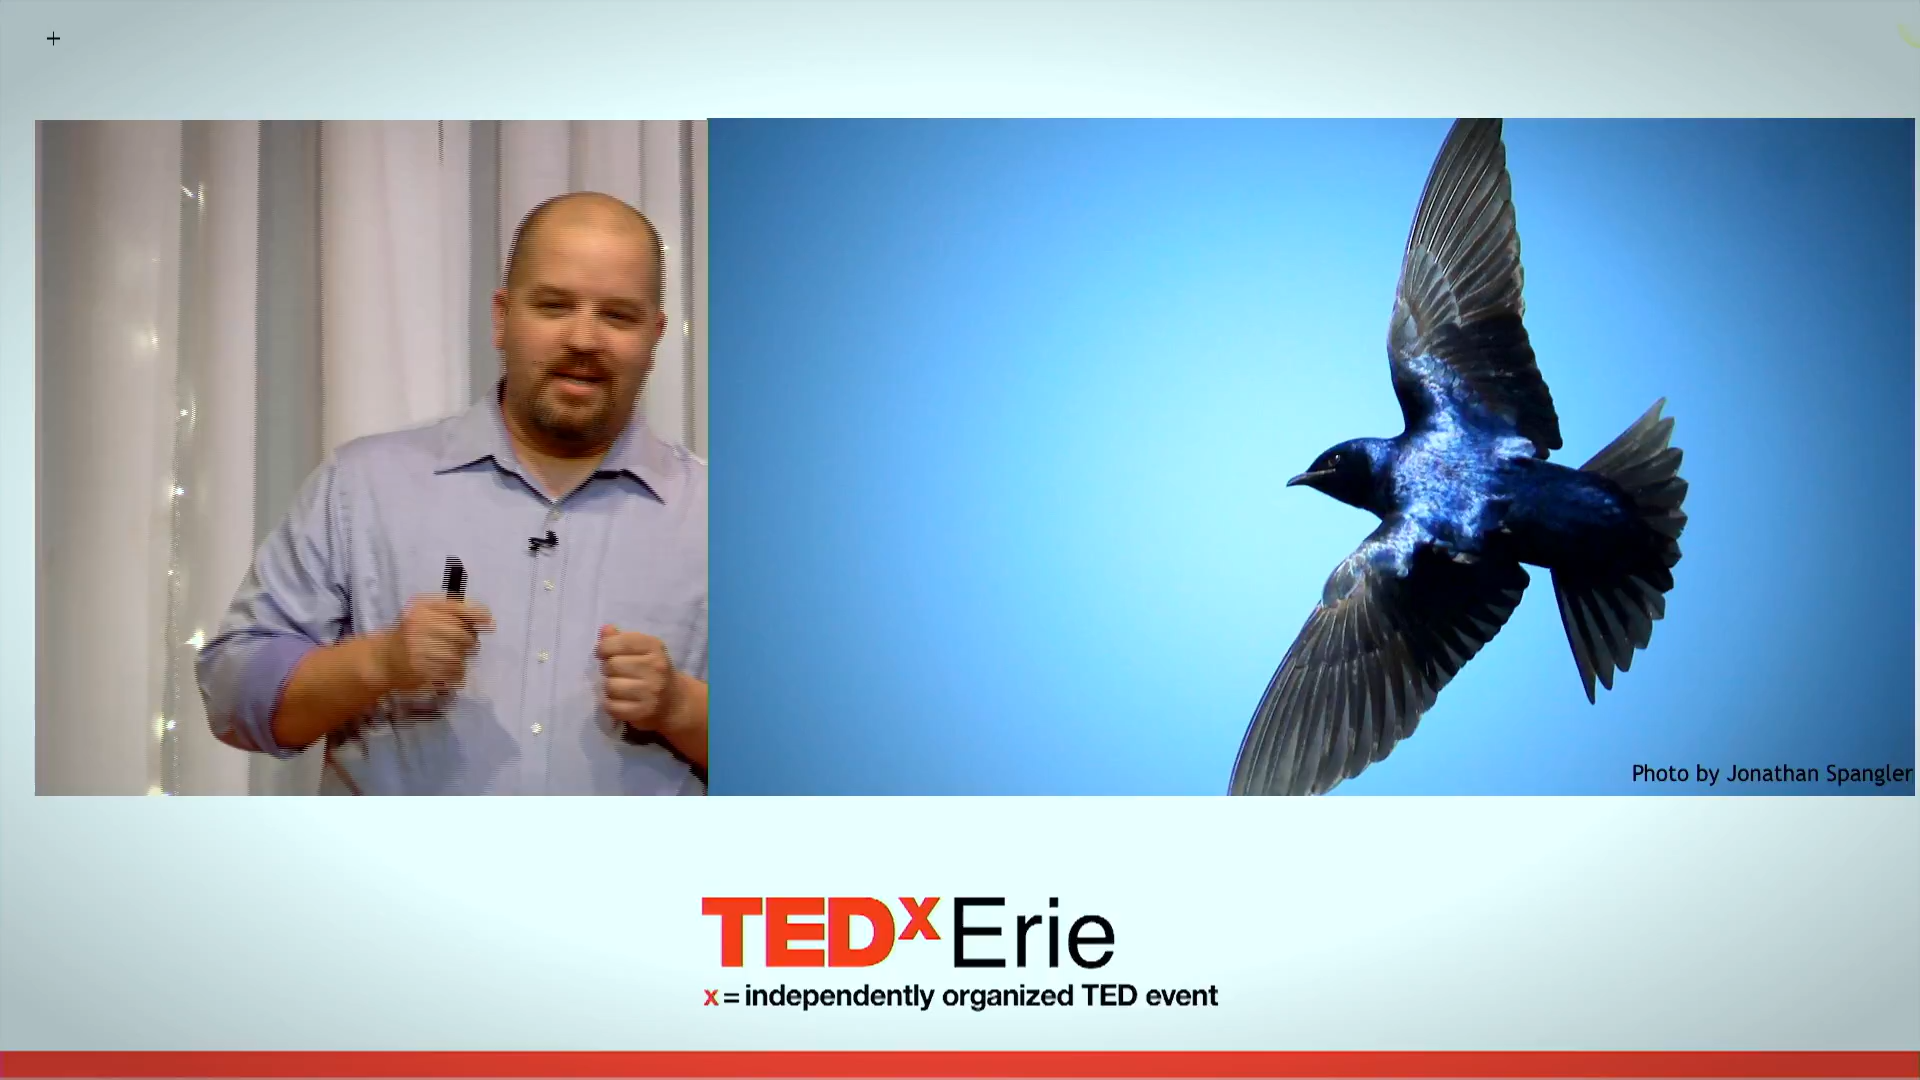 Photo by Jonathan Spangler
TEDx Erie
x = independently organized TED event